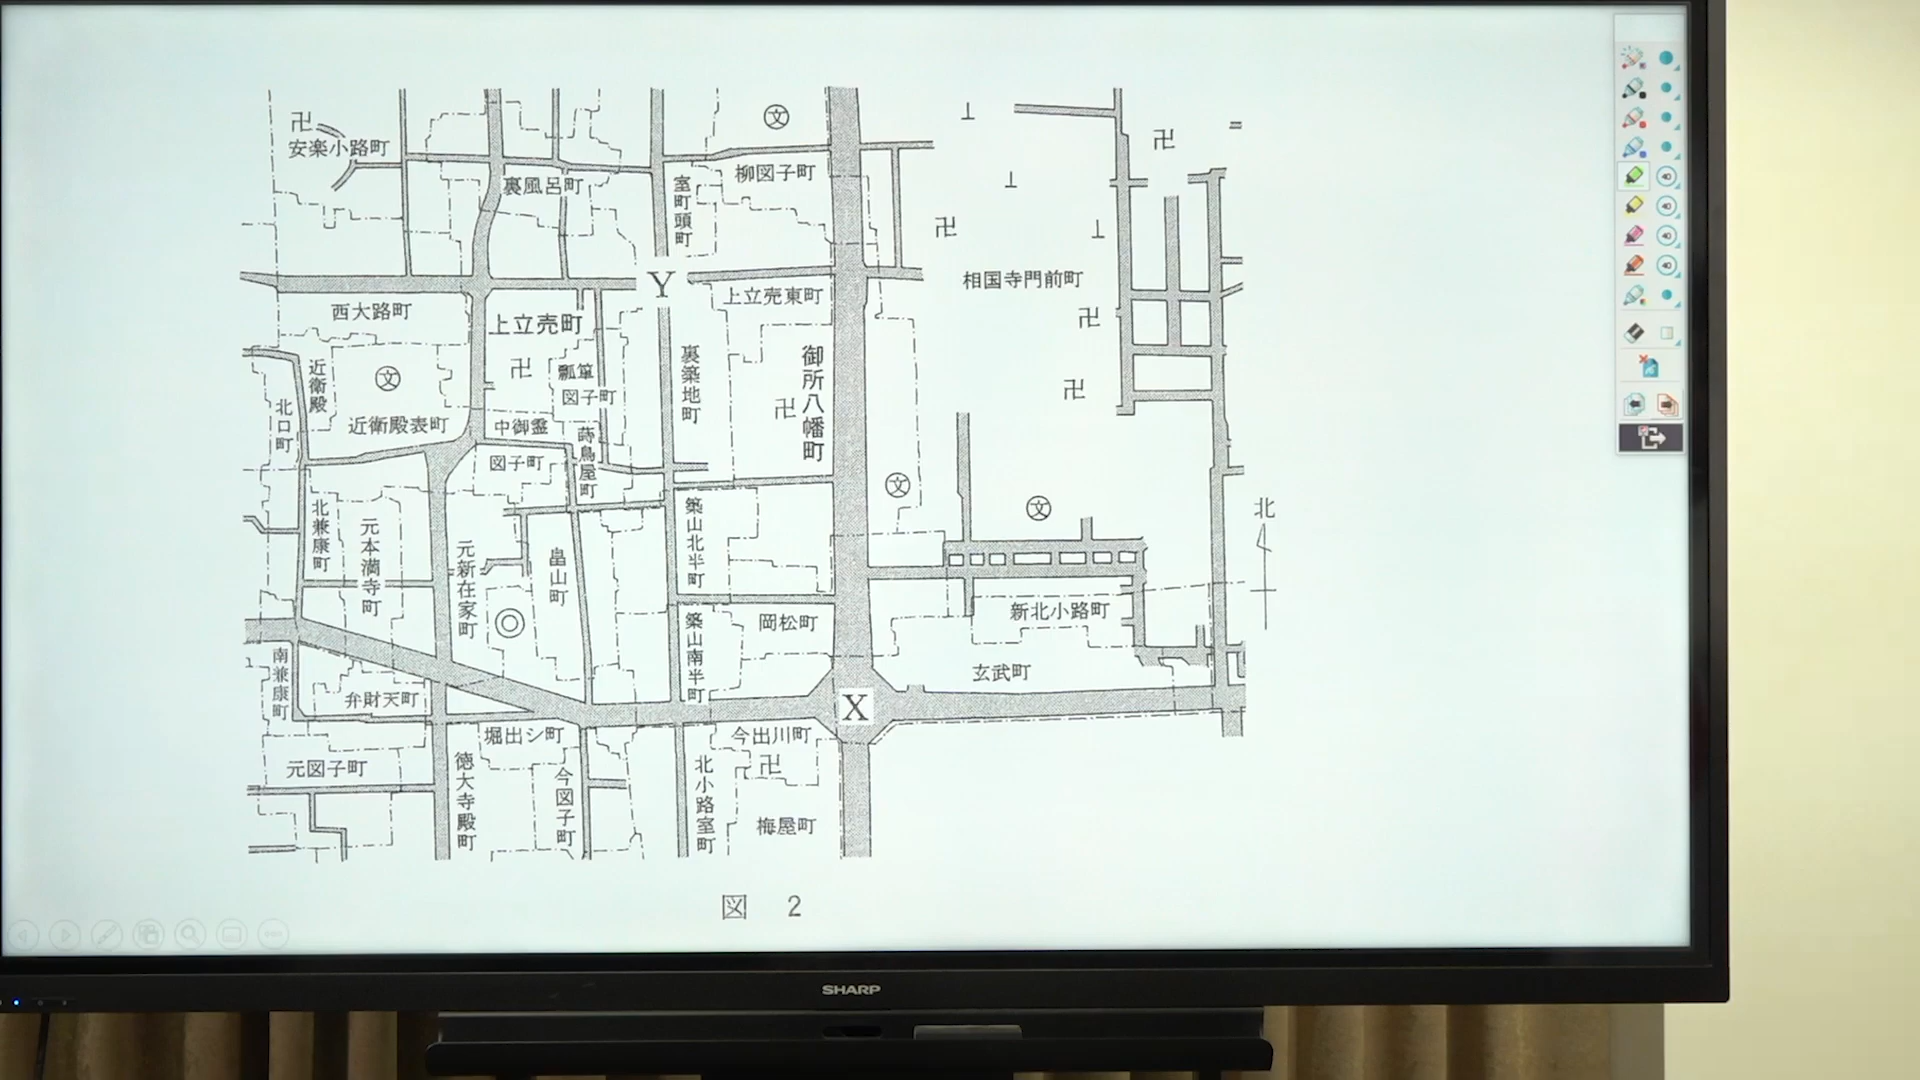 安楽小路町
裏風呂町
室町頭町
柳図子町
相国寺門前町
西大路町
上立売町
Y
上立売東町
近衛殿
近衛殿表町
北口町
瓢箪
図子町
裏築地町
御所八幡町
中御霊
図子町
蒔鳥屋町
北兼康町
元本満寺町
元新在家町
畠山町
築山北半町
岡松町
築山南半町
新北小路町
玄武町
北
南兼康町
弁財天町
X
堀出シ町
今出川町
元図子町
徳大寺殿町
今図子町
北小路室町
梅屋町
図 2
SHARP